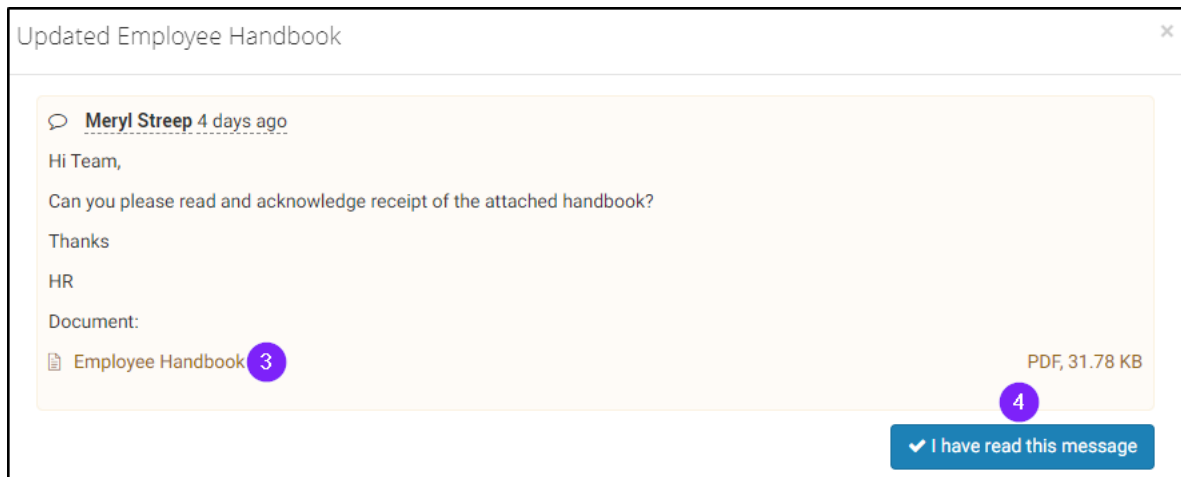 Updated Employee Handbook ×
Meryl Streep 4 days ago
Hi Team,
Can you please read and acknowledge receipt of the attached handbook?
Thanks
HR
Document:
Employee Handbook 3 PDF, 31.78 KB
4
✔ I have read this message